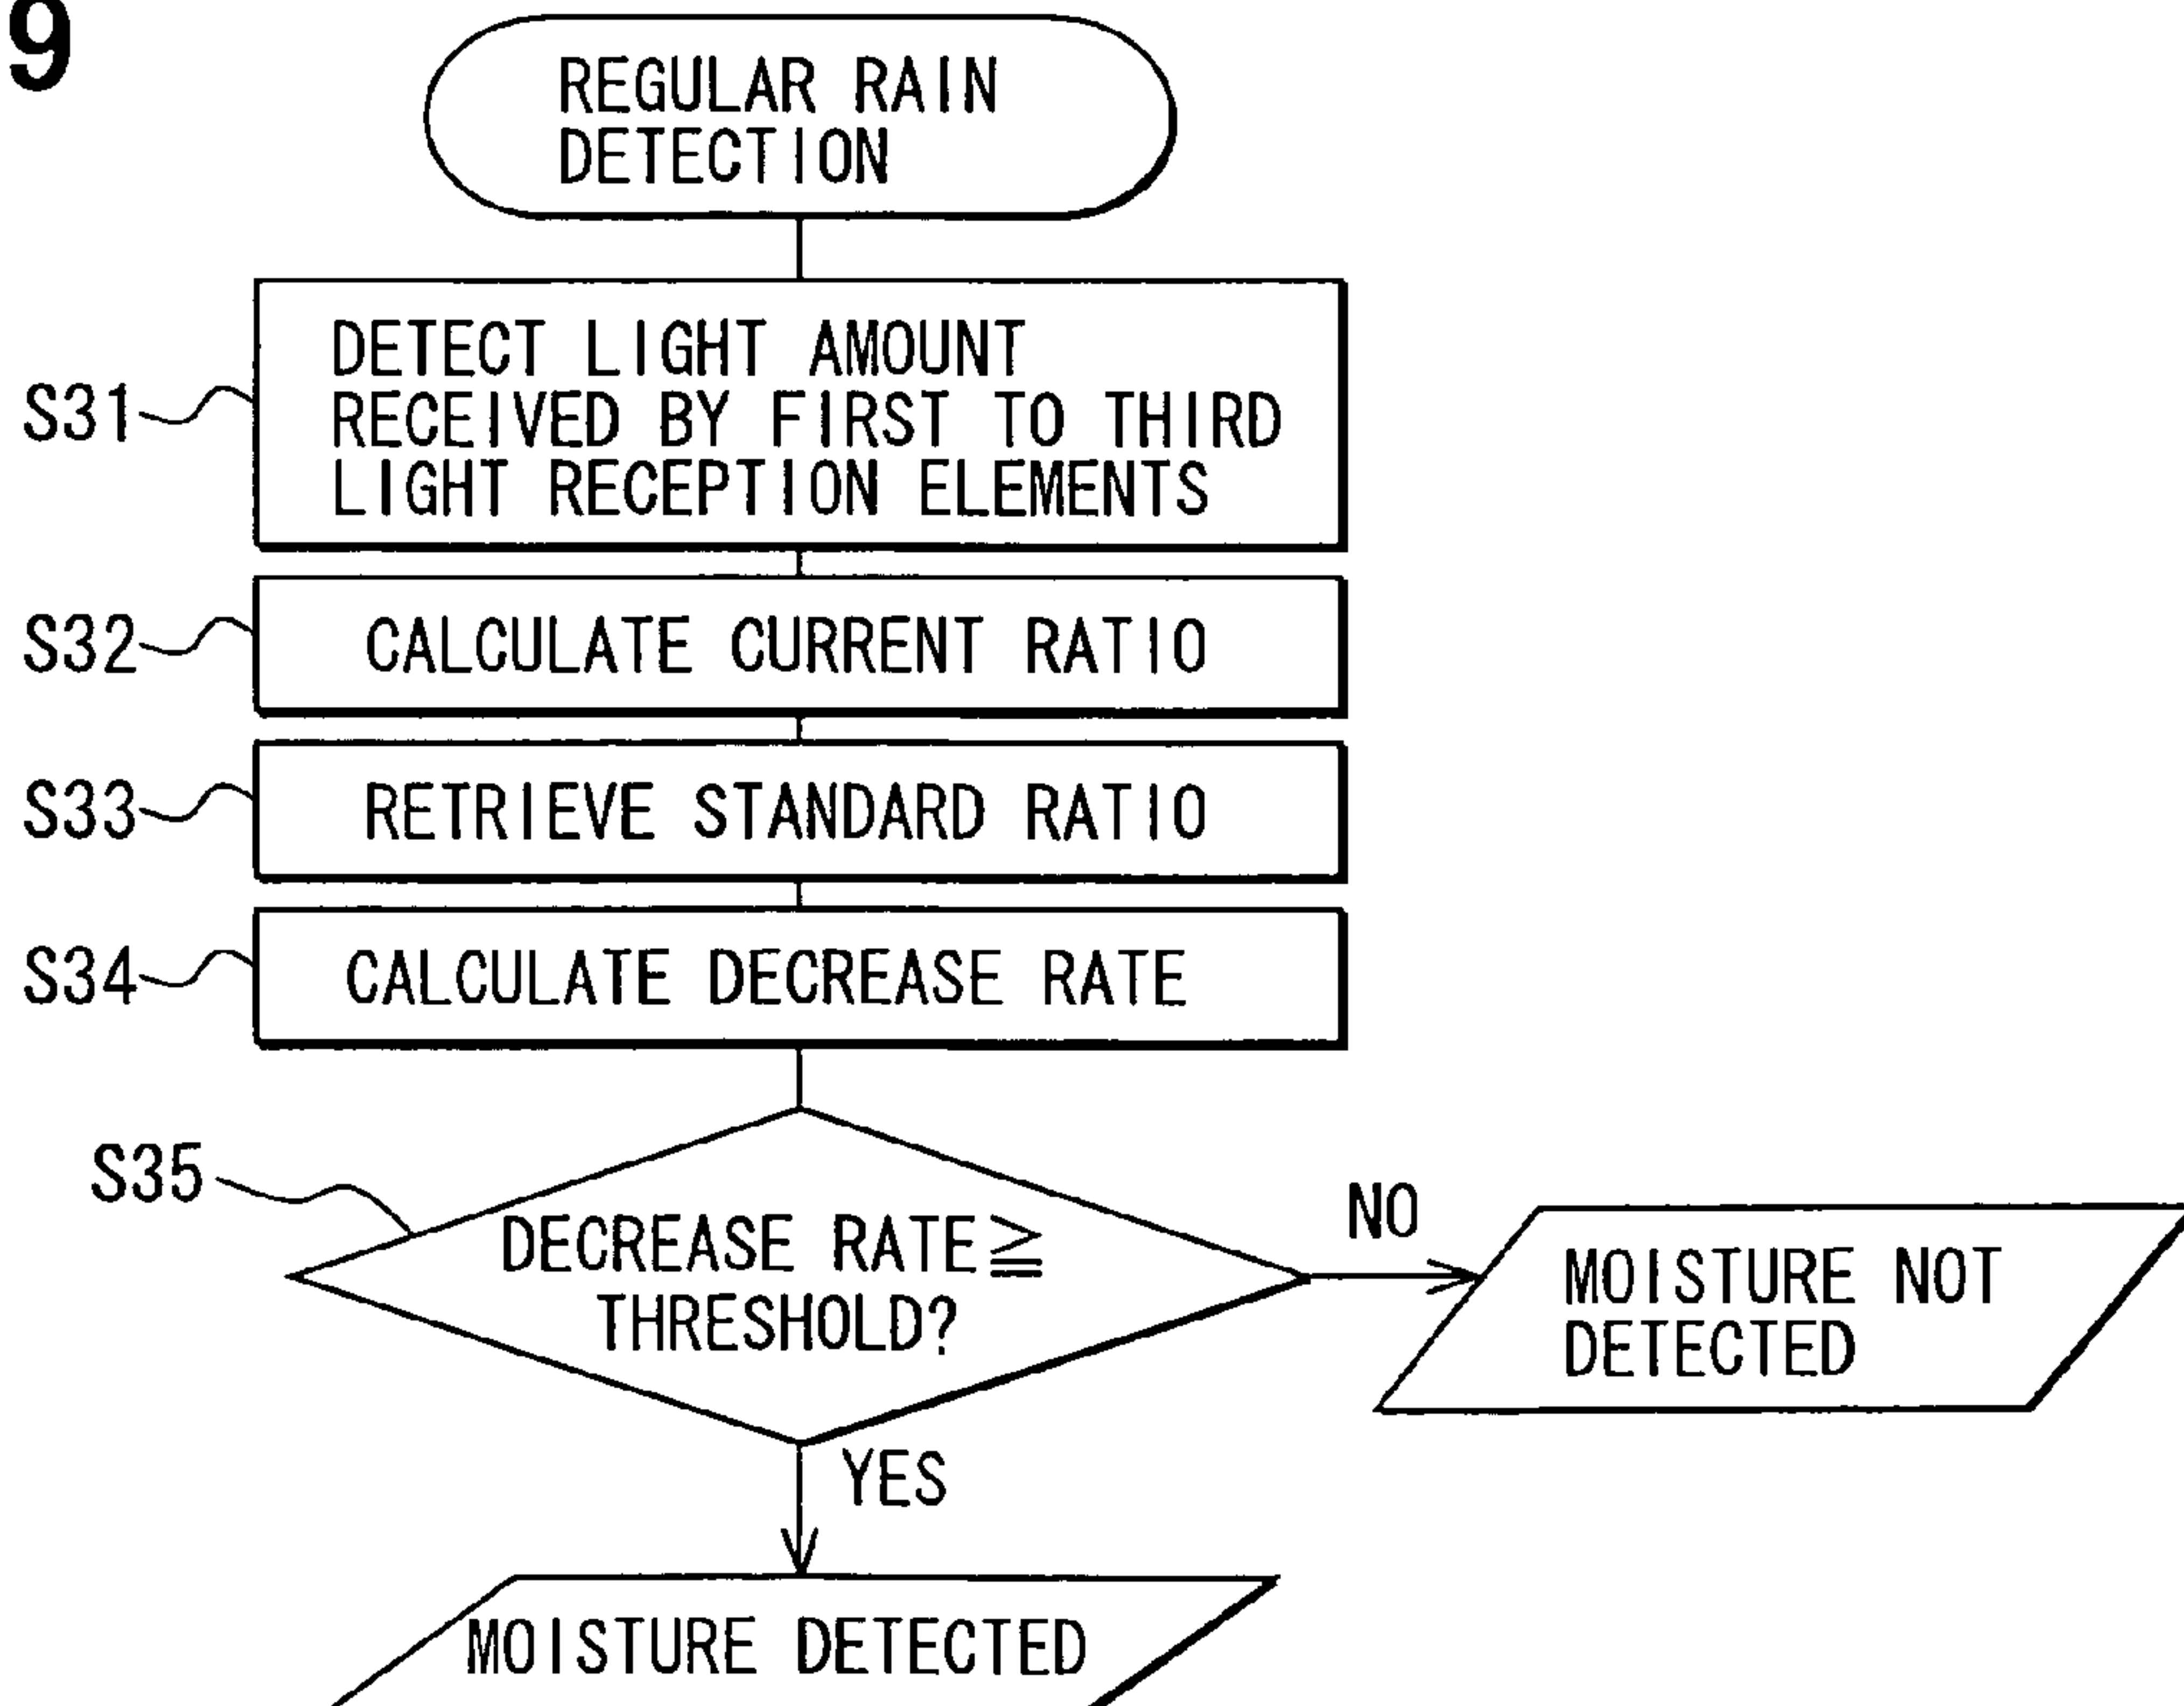 9
REGULAR RAIN
DETECTION
S31
DETECT LIGHT AMOUNT
RECEIVED BY FIRST TO THIRD
LIGHT RECEPTION ELEMENTS
S32
CALCULATE CURRENT RATIO
S33
RETRIEVE STANDARD RATIO
S34
CALCULATE DECREASE RATE
S35
DECREASE RATE≧
THRESHOLD?
NO
MOISTURE NOT
DETECTED
YES
MOISTURE DETECTED